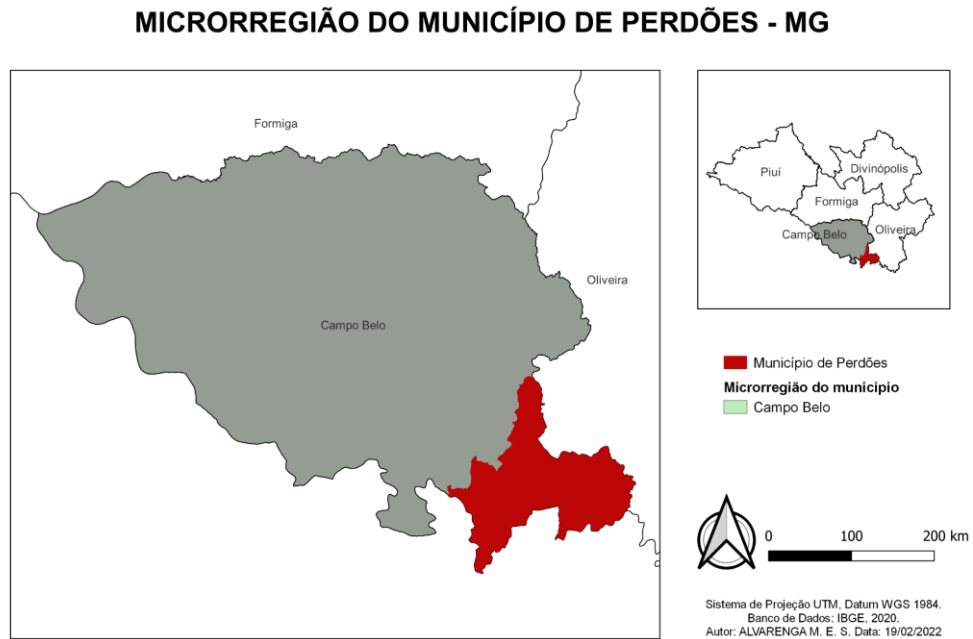 MICRORREGIÃO DO MUNICÍPIO DE PERDÕES - MG
Formiga
Oliveira
Campo Belo
Piuí
Divinópolis
Formiga
Campo Belo
Oliveira
Município de Perdões
Microrregião do município
Campo Belo
0 100 200 km
Sistema de Projeção UTM, Datum WGS 1984.
Banco de Dados: IBGE, 2020.
Autor: ALVARENGA M. E. S, Data: 19/02/2022